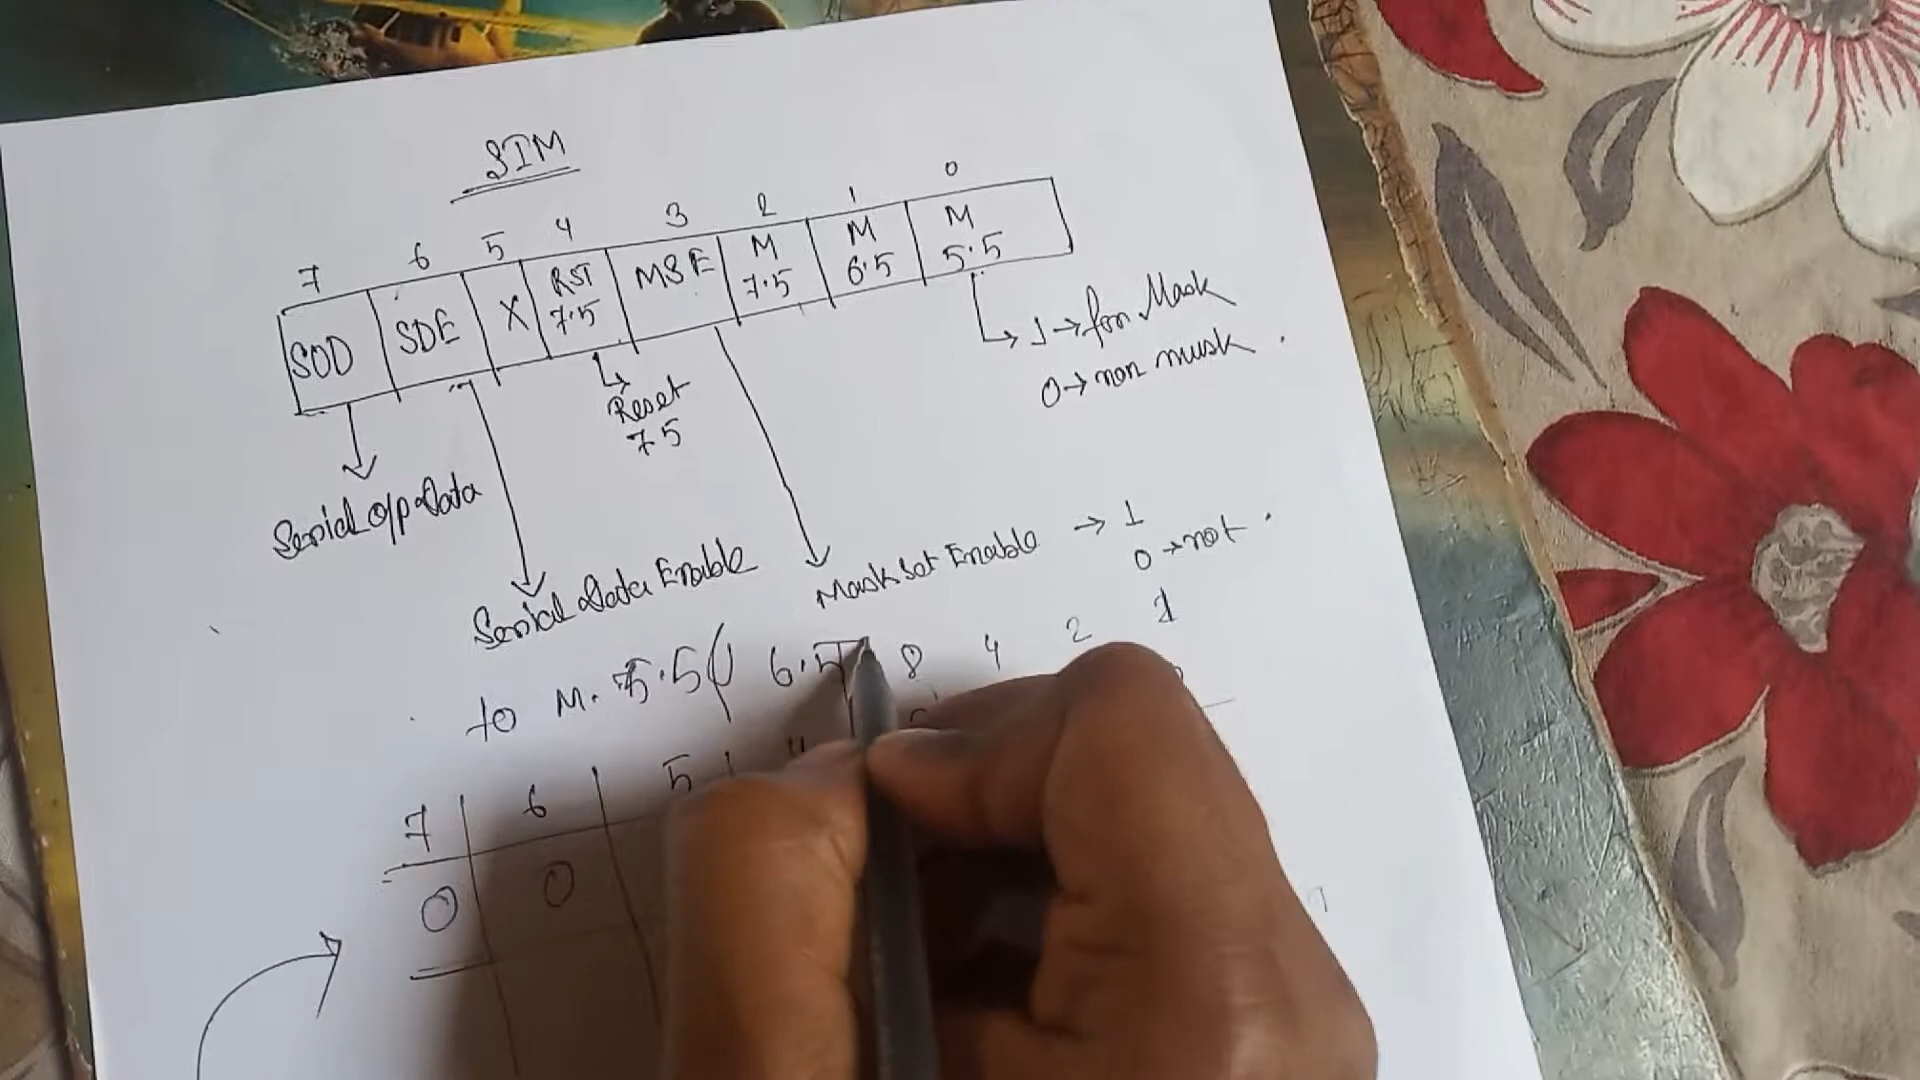 SIM
7 6 5 4 3 2 1 0
SOD SDE X RST 7.5 MSE M 7.5 M 6.5 M 5.5
1 → for Mask
0 → non musk.
Reset
7.5
Serial o/p Data
Serial Data Enable
Mask Set Enable → 1
0 → not.
to M. 5.5 6.5 8 4 2 1
7 6 5 4
0 0